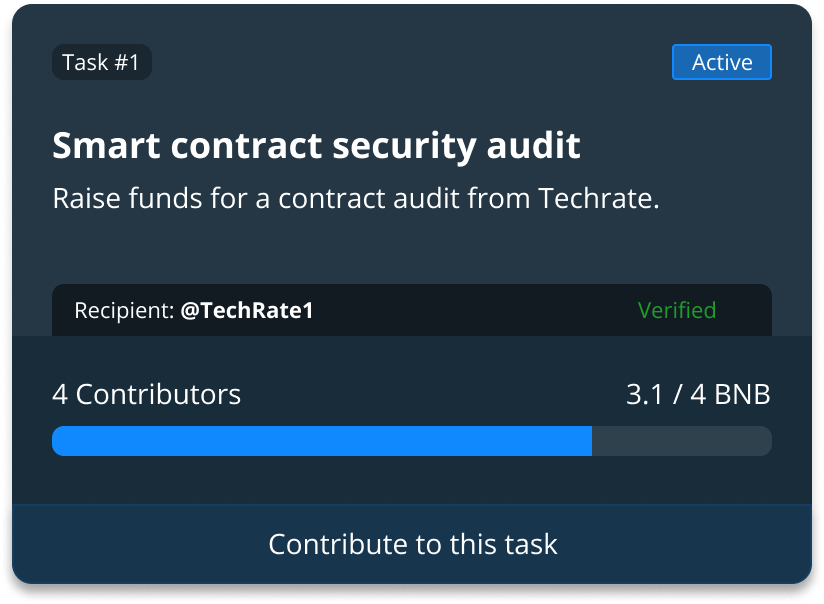 Task #1
Active
Smart contract security audit
Raise funds for a contract audit from Techrate.
Recipient: @TechRate1
Verified
4 Contributors
3.1 / 4 BNB
Contribute to this task